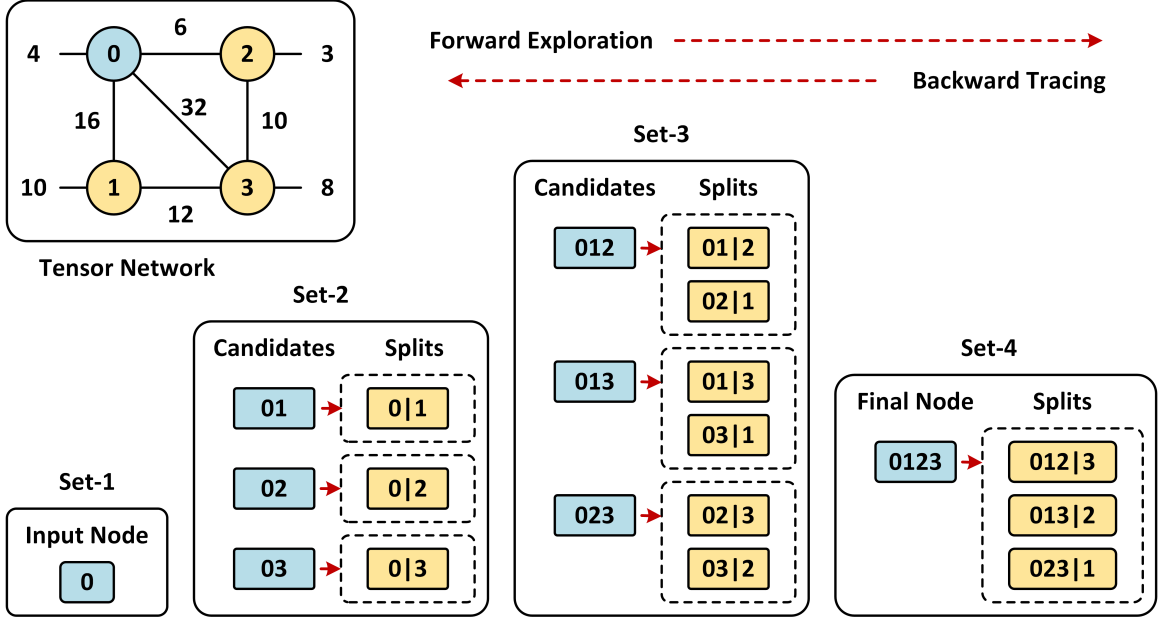 6
4 0 2 3
32
16 10
10 1 3 8
12
Tensor Network
Forward Exploration
Backward Tracing
Set-1
Input Node
0
Set-2
Candidates Splits
01 0|1
02 0|2
03 0|3
Set-3
Candidates Splits
012 01|2
02|1
013 01|3
03|1
023 02|3
03|2
Set-4
Final Node Splits
0123 012|3
013|2
023|1